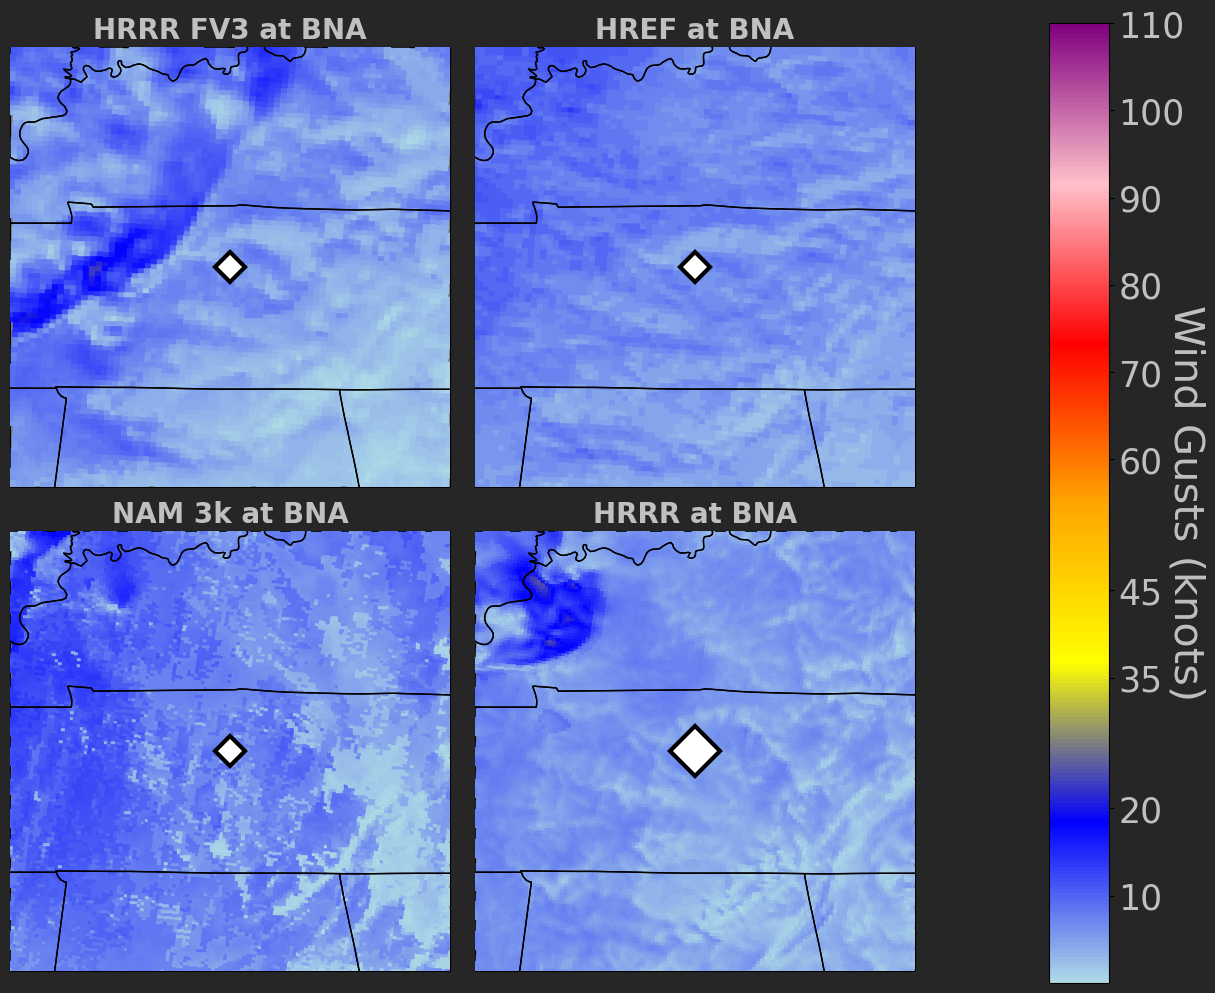 HRRR FV3 at BNA
HREF at BNA
NAM 3k at BNA
HRRR at BNA
110
100
90
80
70
60
45
35
20
10
Wind Gusts (knots)